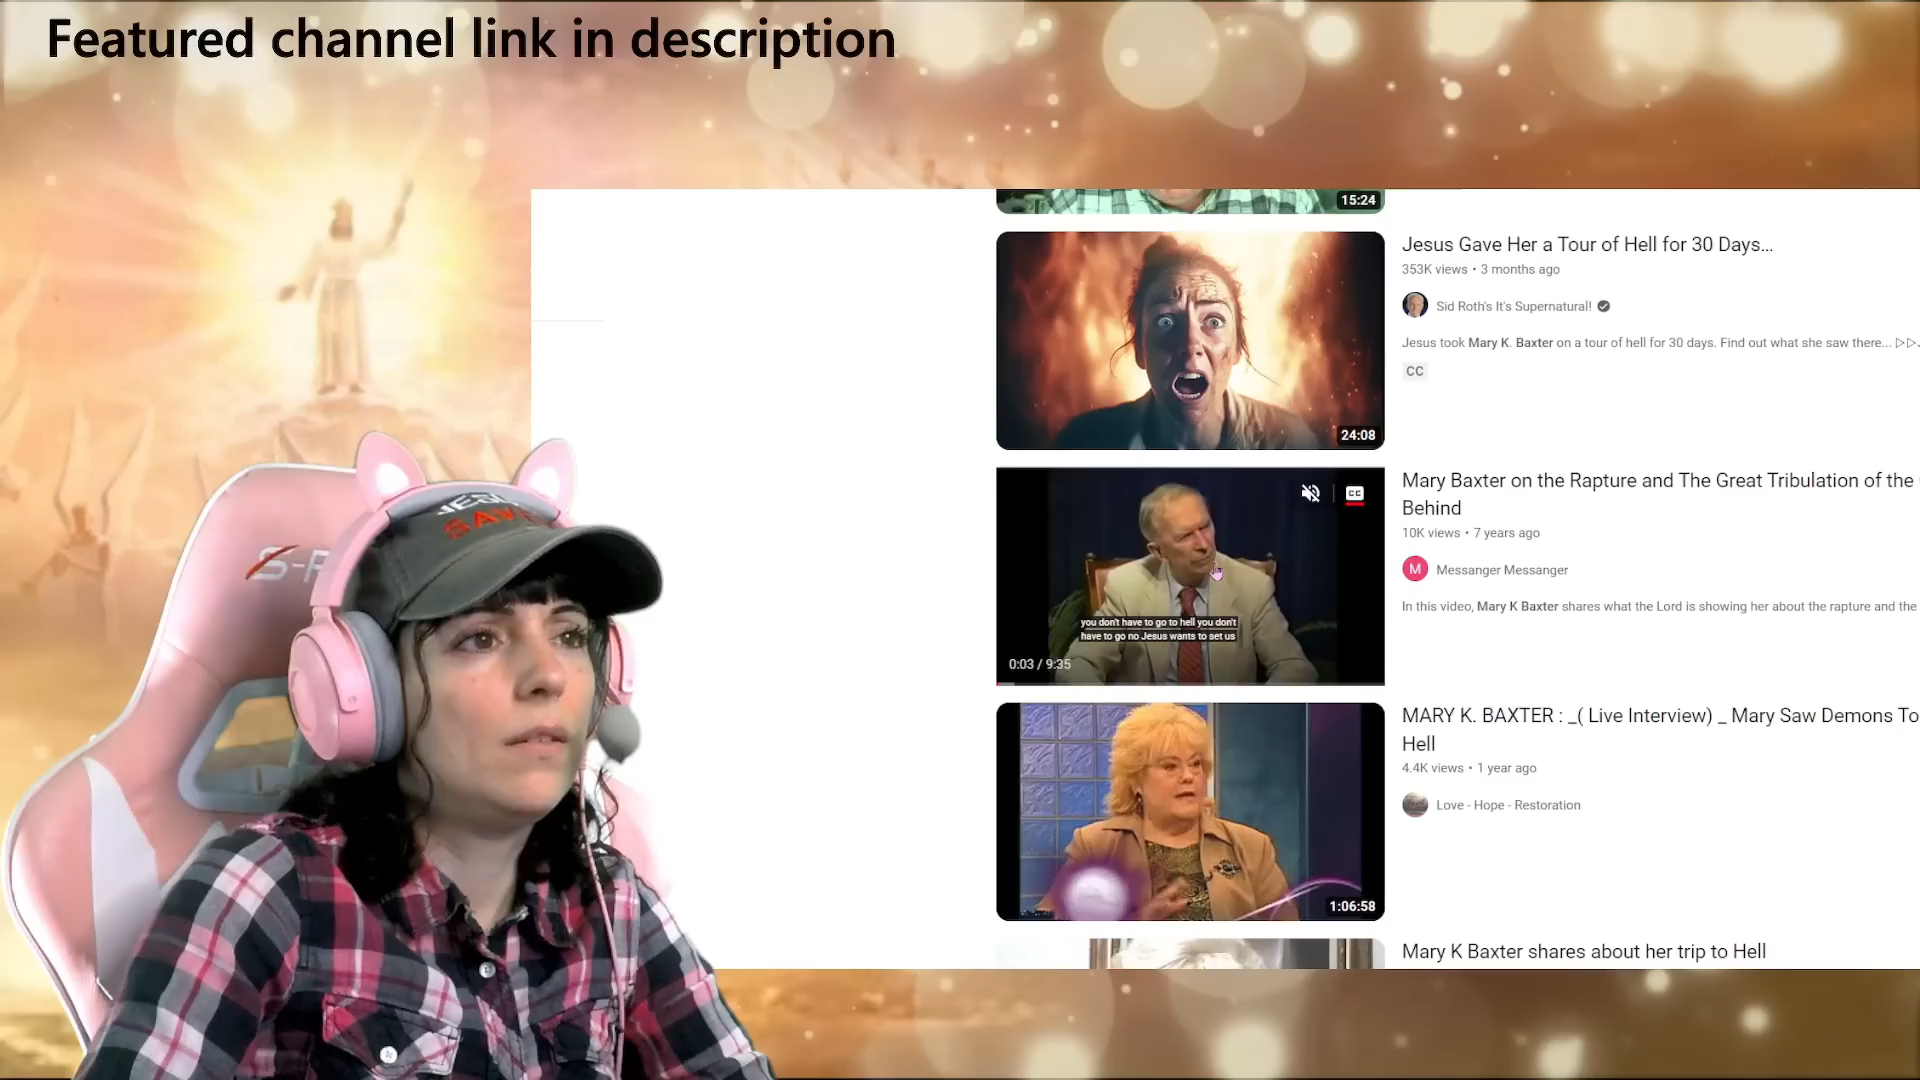 Featured channel link in description
15:24
Jesus Gave Her a Tour of Hell for 30 Days...
353K views • 3 months ago
Sid Roth's It's Supernatural!
Jesus took Mary K. Baxter on a tour of hell for 30 days. Find out what she saw there... ▷▷
CC
24:08
Mary Baxter on the Rapture and The Great Tribulation of the
Behind
10K views • 7 years ago
M
Messanger Messanger
In this video, Mary K Baxter shares what the Lord is showing her about the rapture and the
CC
you don't have to go to hell you don't
have to go no Jesus wants to set us
0:03 / 9:35
MARY K. BAXTER : _( Live Interview) _ Mary Saw Demons To
Hell
4.4K views • 1 year ago
Love - Hope - Restoration
1:06:58
Mary K Baxter shares about her trip to Hell
JESU
SAV
S-R